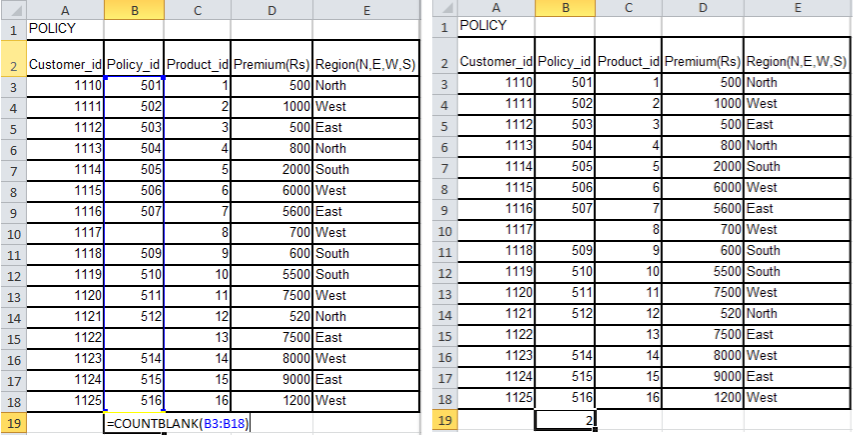 A B C D E
1 POLICY
2 Customer_id Policy_id Product_id Premium(Rs) Region(N,E,W,S)
3 1110 501 1 500 North
4 1111 502 2 1000 West
5 1112 503 3 500 East
6 1113 504 4 800 North
7 1114 505 5 2000 South
8 1115 506 6 6000 West
9 1116 507 7 5600 East
10 1117 8 700 West
11 1118 509 9 600 South
12 1119 510 10 5500 South
13 1120 511 11 7500 West
14 1121 512 12 520 North
15 1122 13 7500 East
16 1123 514 14 8000 West
17 1124 515 15 9000 East
18 1125 516 16 1200 West
19 =COUNTBLANK(B3:B18)
A B C D E
1 POLICY
2 Customer_id Policy_id Product_id Premium(Rs) Region(N,E,W,S)
3 1110 501 1 500 North
4 1111 502 2 1000 West
5 1112 503 3 500 East
6 1113 504 4 800 North
7 1114 505 5 2000 South
8 1115 506 6 6000 West
9 1116 507 7 5600 East
10 1117 8 700 West
11 1118 509 9 600 South
12 1119 510 10 5500 South
13 1120 511 11 7500 West
14 1121 512 12 520 North
15 1122 13 7500 East
16 1123 514 14 8000 West
17 1124 515 15 9000 East
18 1125 516 16 1200 West
19 2